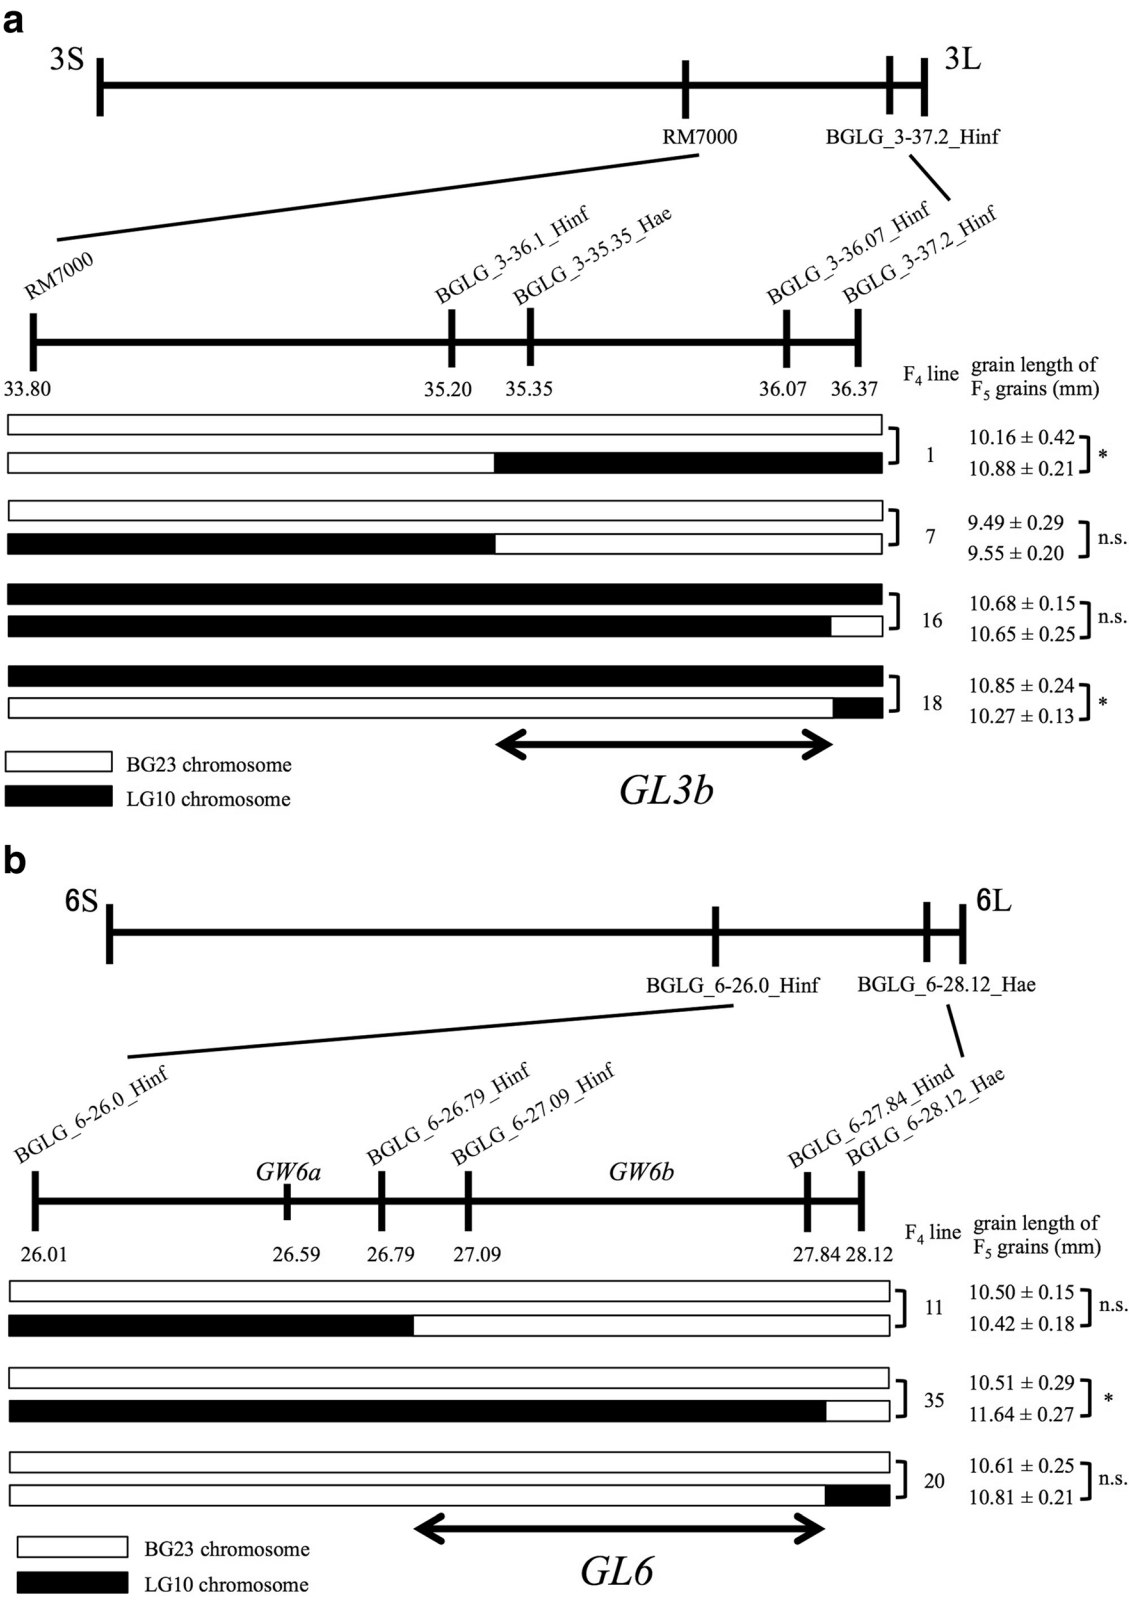 a
3S 3L
RM7000 BGLG_3-37.2_Hinf
RM7000 BGLG_3-36.1_Hinf BGLG_3-35.35_Hae BGLG_3-36.07_Hinf BGLG_3-37.2_Hinf
33.80 35.20 35.35 36.07 36.37
F4 line grain length of
F5 grains (mm)
10.16 ± 0.42
1 *
10.88 ± 0.21
9.49 ± 0.29
7 n.s.
9.55 ± 0.20
10.68 ± 0.15
16 n.s.
10.65 ± 0.25
10.85 ± 0.24
18 *
10.27 ± 0.13
BG23 chromosome
LG10 chromosome
GL3b
b
6S 6L
BGLG_6-26.0_Hinf BGLG_6-28.12_Hae
BGLG_6-26.0_Hinf BGLG_6-26.79_Hinf BGLG_6-27.09_Hinf BGLG_6-27.84_Hind BGLG_6-28.12_Hae
GW6a GW6b
26.01 26.59 26.79 27.09 27.84 28.12
F4 line grain length of
F5 grains (mm)
10.50 ± 0.15
11 n.s.
10.42 ± 0.18
10.51 ± 0.29
35 *
11.64 ± 0.27
10.61 ± 0.25
20 n.s.
10.81 ± 0.21
BG23 chromosome
LG10 chromosome
GL6